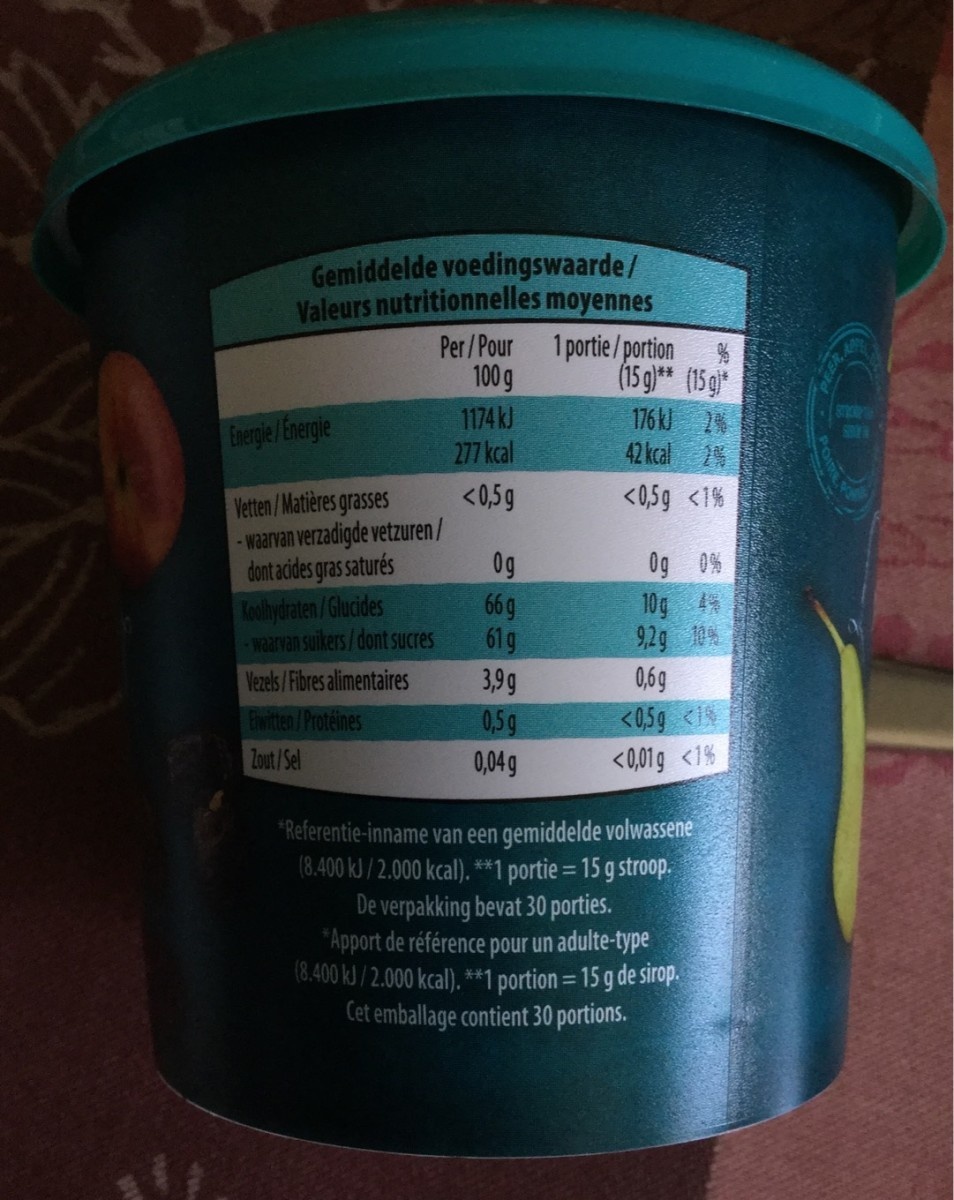 Gemiddelde voedingswaarde /
Valeurs nutritionnelles moyennes
Per / Pour 1 portie / portion %
100 g (15 g)** (15 g)*
Energie / Énergie 1174 kJ 176 kJ 2%
277 kcal 42 kcal 2%
Vetten / Matières grasses <0,5 g <0,5 g <1%
- waarvan verzadigde vetzuren /
dont acides gras saturés 0 g 0 g 0%
Koolhydraten / Glucides 66 g 10 g 4%
- waarvan suikers / dont sucres 61 g 9,2 g 10%
Vezels / Fibres alimentaires 3,9 g 0,6 g
Eiwitten / Protéines 0,5 g <0,5 g <1%
Zout / Sel 0,04 g <0,01 g <1%
*Referentie-inname van een gemiddelde volwassene
(8.400 kJ / 2.000 kcal). **1 portie = 15 g stroop.
De verpakking bevat 30 porties.
*Apport de référence pour un adulte-type
(8.400 kJ / 2.000 kcal). **1 portion = 15 g de sirop.
Cet emballage contient 30 portions.